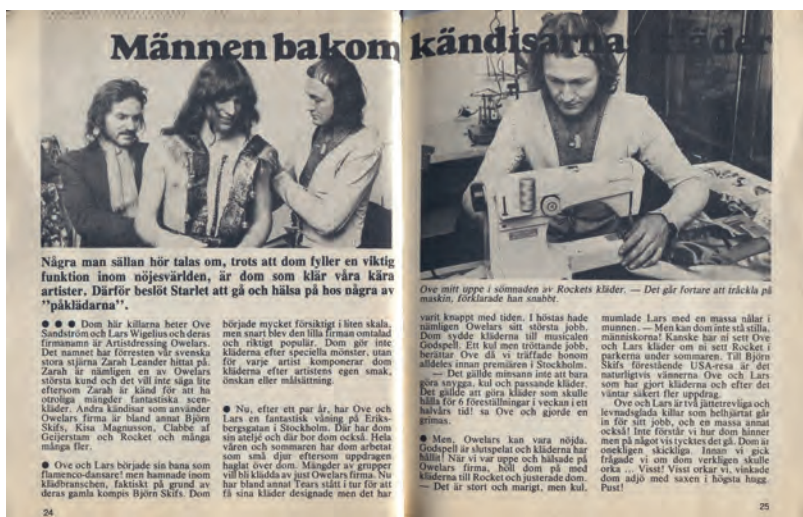 Männen bakom kändisarnas kläder
Några man sällan hör talas om, trots att dom fyller en viktig
funktion inom nöjesvärlden, är dom som klär våra kära
artister. Därför beslöt Starlet att gå och hälsa på hos några av
"påklädarna".
● ● ● Dom här killarna heter Ove
Sandström och Lars Wigelius och deras
firmanamn är Artistdressing Owelars.
Det namnet har förresten vår svenska
stora stjärna Zarah Leander hittat på.
Zarah är nämligen en av Owelars
största kund och det vill inte säga lite
eftersom Zarah är känd för att ha
otroliga mängder fantastiska scen-
kläder. Andra kändisar som använder
Owelars firma är bland annat Björn
Skifs, Kisa Magnusson, Clabbe af
Geijerstam och Rocket och många
många fler.
● Ove och Lars började sin bana som
flamenco-dansare! men hamnade inom
klädbranschen, faktiskt på grund av
deras gamla kompis Björn Skifs. Dom
började mycket försiktigt i liten skala,
men snart blev den lilla firman omtalad
och riktigt populär. Dom gör inte
kläderna efter speciella mönster, utan
för varje artist komponerar dom
kläderna efter artistens egen smak,
önskan eller målsättning.
● Nu, efter ett par år, har Ove och
Lars en fantastisk våning på Eriks-
bergsgatan i Stockholm. Där har dom
sin ateljé och där bor dom också. Hela
våren och sommaren har dom arbetat
som små djur eftersom uppdragen
haglat över dom. Mängder av grupper
vill bli klädda av just Owelars firma. Nu
har bland annat Tears stått i tur för att
få sina kläder designade men det har
24
Ove mitt uppe i sömnaden av Rockets kläder. — Det går fortare att tråckla på
maskin, förklarade han snabbt.
varit knappt med tiden. I höstas hade
nämligen Owelars sitt största jobb.
Dom sydde kläderna till musicalen
Godspell. Ett kul men tröttande jobb,
berättar Ove då vi träffade honom
alldeles innan premiären i Stockholm.
— Det gällde minsann inte att bara
göra snygga, kul och passande kläder.
Det gällde att göra kläder som skulle
hålla för 6 föreställningar i veckan i ett
halvårs tid! sa Ove och gjorde en
grimas.
● Men, Owelars kan vara nöjda.
Godspell är slutspelat och kläderna har
hållit! När vi var uppe och hälsade på
Owelars firma, höll dom på med
kläderna till Rocket och justerade dom.
— Det är stort och marigt, men kul,
mumlade Lars med en massa nålar i
munnen. — Men kan dom inte stå stilla,
människorna! Kanske har ni sett Ove
och Lars kläder om ni sett Rocket i
parkerna under sommaren. Till Björn
Skifs förestående USA-resa är det
naturligtvis vännerna Ove och Lars
som har gjort kläderna och efter det
väntar säkert fler uppdrag.
Ove och Lars är två jättetrevliga och
levnadsglada killar som helhjärtat går
in för sitt jobb, och en massa annat
också! Inte förstår vi hur dom hinner
men på något vis tycktes det gå. Dom är
onekligen skickliga. Innan vi gick
frågade vi om dom verkligen skulle
orka ... Visst! Visst orkar vi, vinkade
dom adjö med saxen i högsta hugg.
Pust!
25